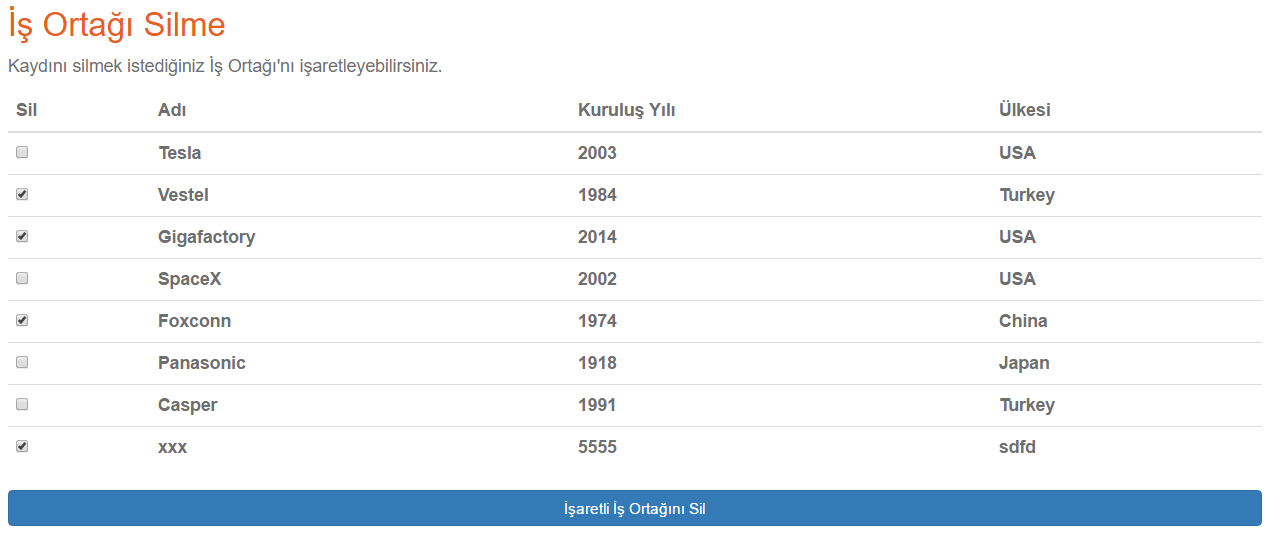 İş Ortağı Silme
Kaydını silmek istediğiniz İş Ortağı'nı işaretleyebilirsiniz.
Sil Adı Kuruluş Yılı Ülkesi
Tesla 2003 USA
Vestel 1984 Turkey
Gigafactory 2014 USA
SpaceX 2002 USA
Foxconn 1974 China
Panasonic 1918 Japan
Casper 1991 Turkey
xxx 5555 sdfd
İşaretli İş Ortağını Sil